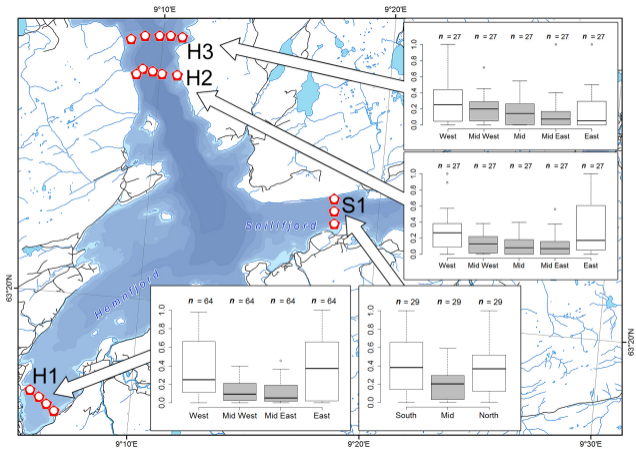 9°10'E
9°20'E
H3
H2
S1
Snillfjord
Hemnfjord
H1
63°20'N
63°20'N
9°10'E
9°20'E
9°30'E
n = 27 n = 27 n = 27 n = 27 n = 27
1.0
0.8
0.6
0.4
0.2
0.0
West Mid West Mid Mid East East
n = 27 n = 27 n = 27 n = 27 n = 27
1.0
0.8
0.6
0.4
0.2
0.0
West Mid West Mid Mid East East
n = 64 n = 64 n = 64 n = 64
1.0
0.8
0.6
0.4
0.2
0.0
West Mid West Mid East East
n = 29 n = 29 n = 29
1.0
0.8
0.6
0.4
0.2
0.0
South Mid North